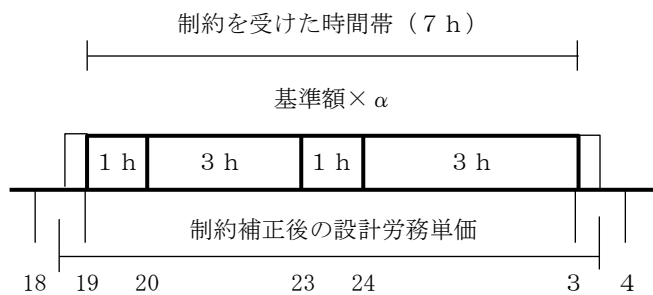 制約を受けた時間帯（７ｈ）
基準額×α
１ｈ ３ｈ １ｈ ３ｈ
制約補正後の設計労務単価
18 19 20 23 24 3 4